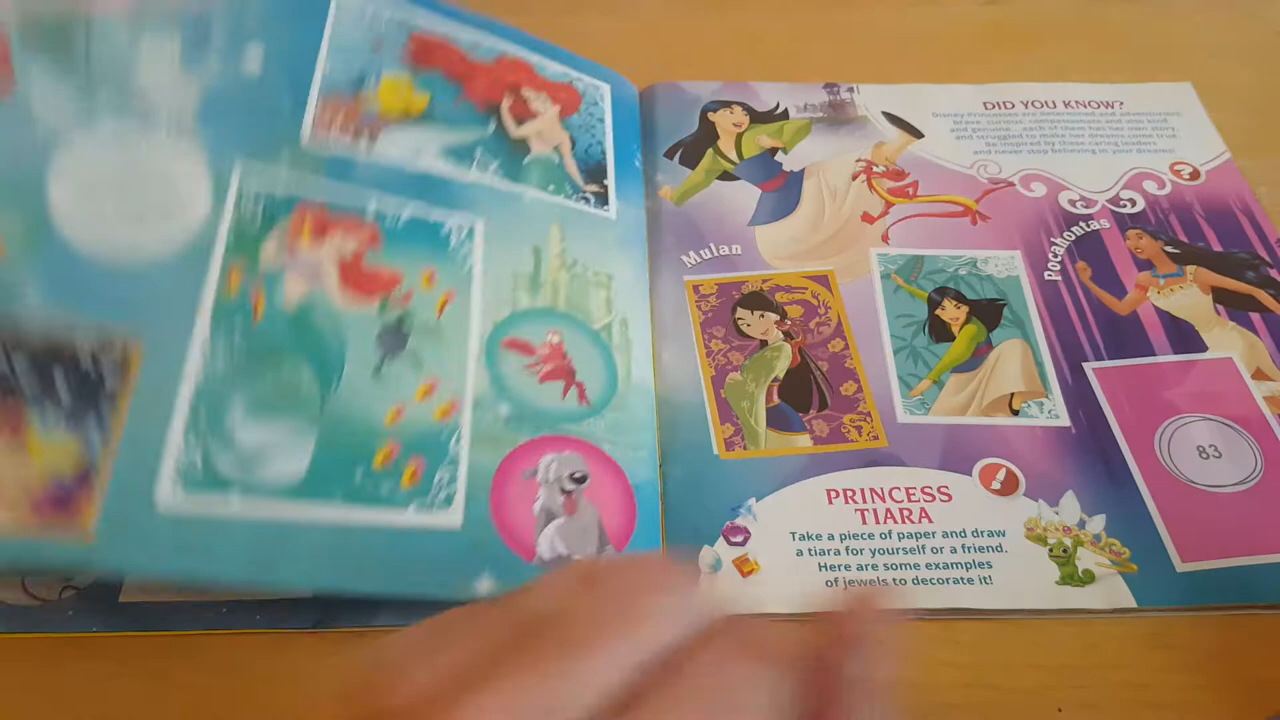 DID YOU KNOW?
Disney Princesses are determined and adventurous,
brave, curious, compassionate and also kind
and genuine... each of them has her own story,
and struggled to make her dreams come true.
Be inspired by these caring leaders
and never stop believing in your dreams!
?
Mulan
Pocahontas
83
PRINCESS
TIARA
Take a piece of paper and draw
a tiara for yourself or a friend.
Here are some examples
of jewels to decorate it!